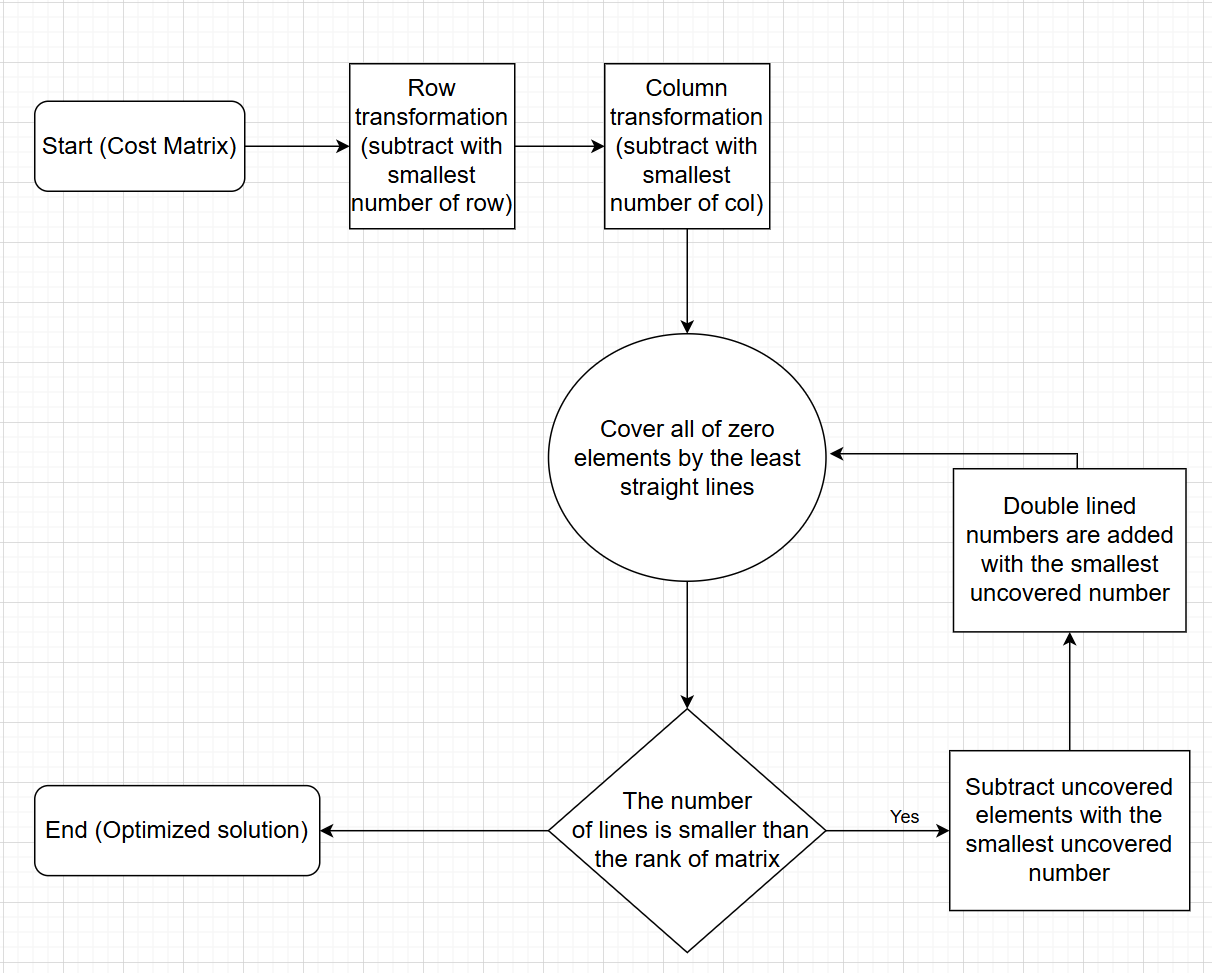 Start (Cost Matrix)
Row
transformation
(subtract with
smallest
number of row)
Column
transformation
(subtract with
smallest
number of col)
Cover all of zero
elements by the least
straight lines
Double lined
numbers are added
with the smallest
uncovered number
The number
of lines is smaller than
the rank of matrix
Yes
Subtract uncovered
elements with the
smallest uncovered
number
End (Optimized solution)